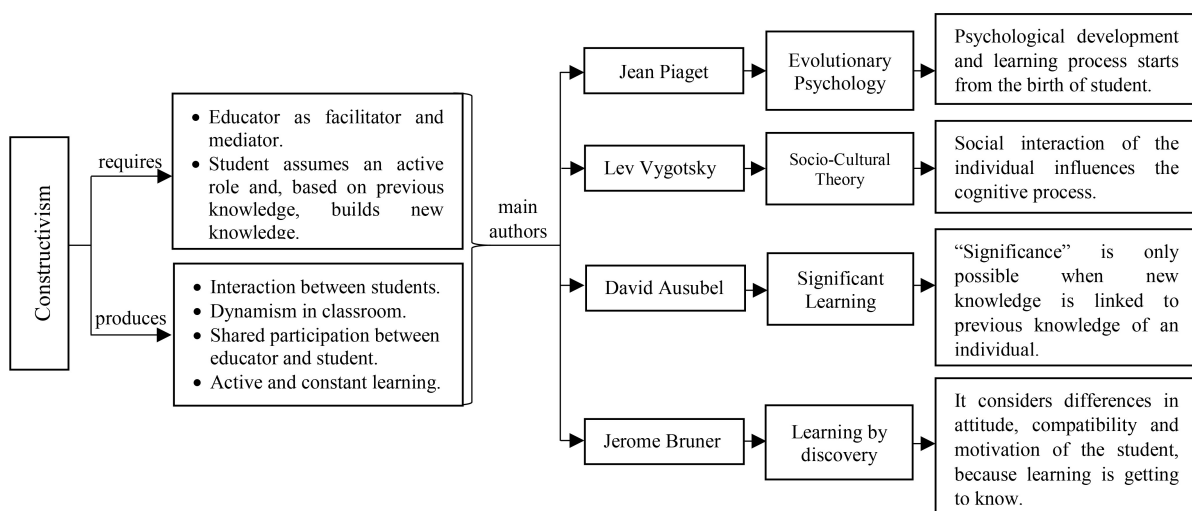 Constructivism
requires
• Educator as facilitator and
mediator.
• Student assumes an active
role and, based on previous
knowledge, builds new
knowledge.
produces
• Interaction between students.
• Dynamism in classroom.
• Shared participation between
educator and student.
• Active and constant learning.
main
authors
Jean Piaget
Evolutionary
Psychology
Psychological development
and learning process starts
from the birth of student.
Lev Vygotsky
Socio-Cultural
Theory
Social interaction of the
individual influences the
cognitive process.
David Ausubel
Significant
Learning
“Significance” is only
possible when new
knowledge is linked to
previous knowledge of an
individual.
Jerome Bruner
Learning by
discovery
It considers differences in
attitude, compatibility and
motivation of the student,
because learning is getting
to know.